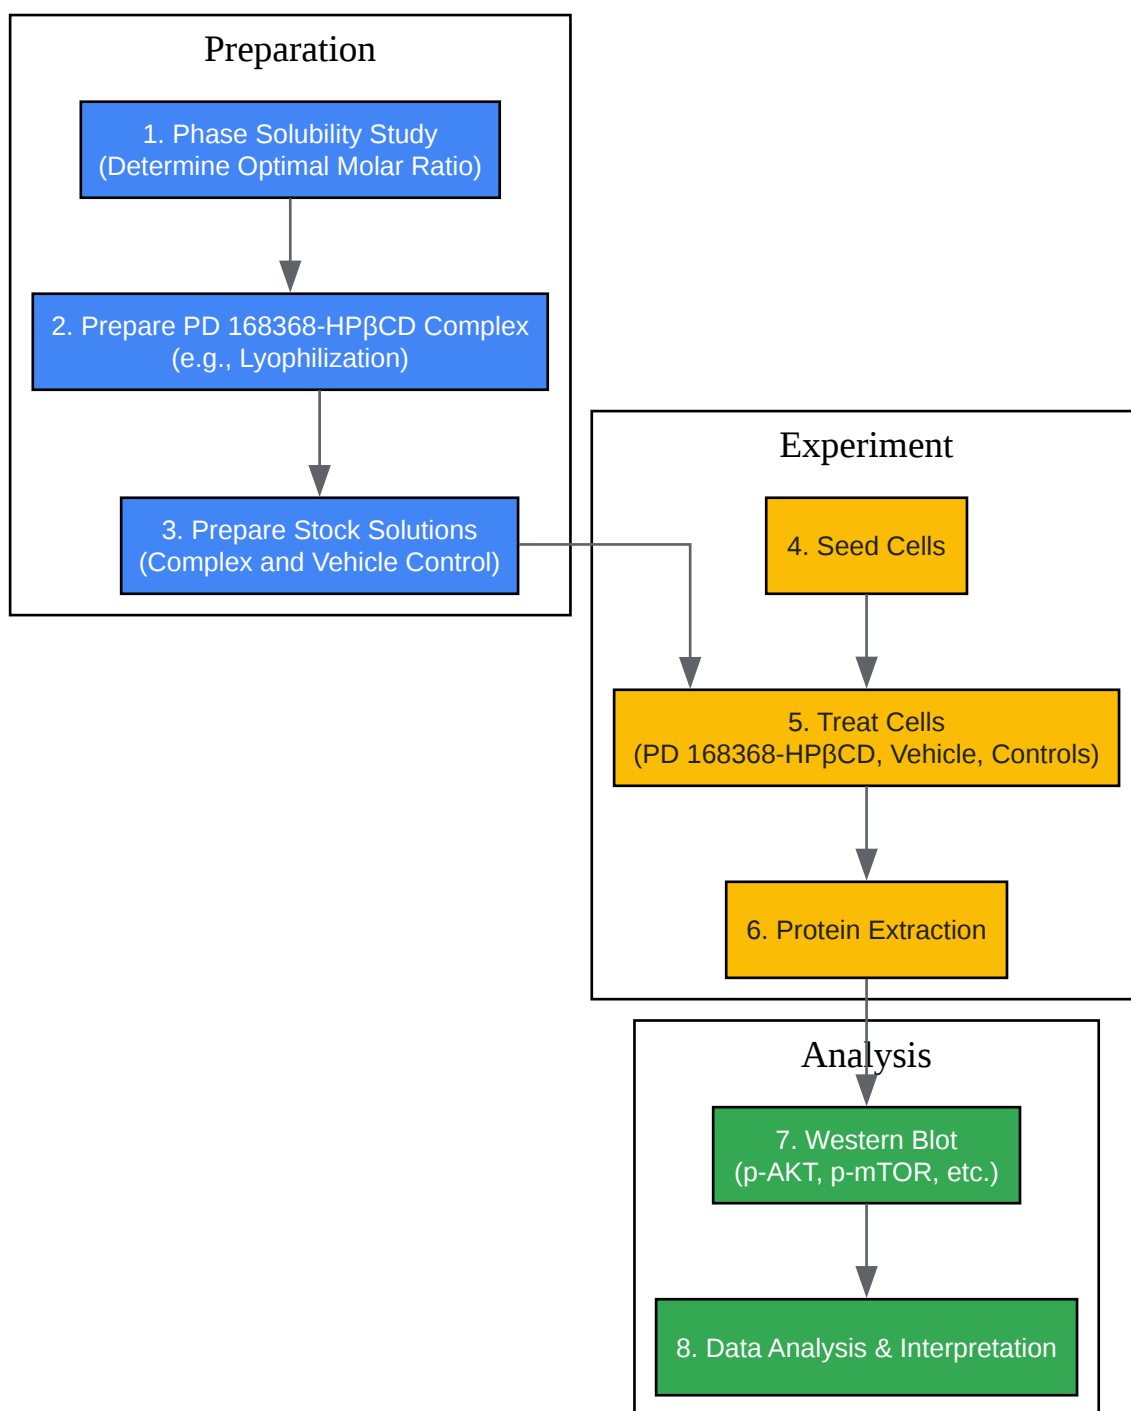 Preparation
1. Phase Solubility Study
(Determine Optimal Molar Ratio)
2. Prepare PD 168368-HPβCD Complex
(e.g., Lyophilization)
3. Prepare Stock Solutions
(Complex and Vehicle Control)
Experiment
4. Seed Cells
5. Treat Cells
(PD 168368-HPβCD, Vehicle, Controls)
6. Protein Extraction
Analysis
7. Western Blot
(p-AKT, p-mTOR, etc.)
8. Data Analysis & Interpretation